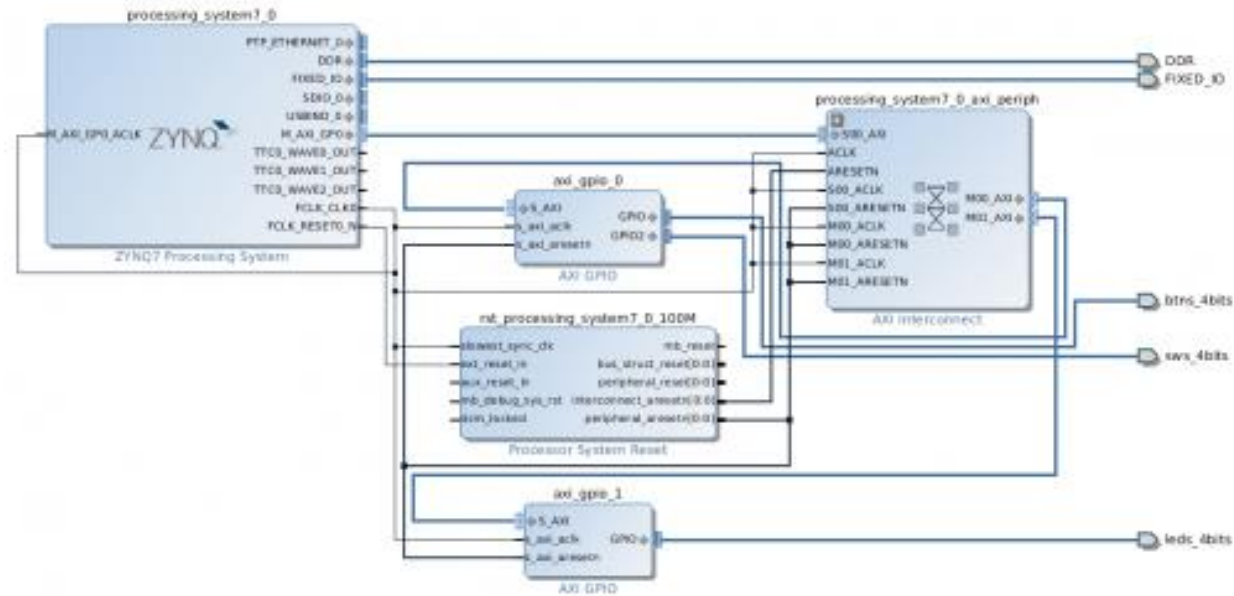 processing_system7_0
PTP_ETHERNET_0
DDR
FIXED_IO
SDIO_0
USBIND_0
M_AXI_GP0
M_AXI_GP0_ACLK
ZYNQ
TTC0_WAVE0_OUT
TTC0_WAVE1_OUT
TTC0_WAVE2_OUT
FCLK_CLK0
FCLK_RESET0_N
ZYNQ7 Processing System
DDR
FIXED_IO
processing_system7_0_axi_periph
S00_AXI
ACLK
ARESETN
S00_ACLK
S00_ARESETN
M00_ACLK
M00_ARESETN
M01_ACLK
M01_ARESETN
M00_AXI
M01_AXI
AXI Interconnect
axi_gpio_0
S_AXI
s_axi_aclk
s_axi_aresetn
GPIO
GPIO2
AXI GPIO
btns_4bits
sws_4bits
rst_processing_system7_0_100M
slowest_sync_clk
ext_reset_in
aux_reset_in
mb_debug_sys_rst
dcm_locked
mb_reset
bus_struct_reset[0:0]
peripheral_reset[0:0]
interconnect_aresetn[0:0]
peripheral_aresetn[0:0]
Processor System Reset
axi_gpio_1
S_AXI
s_axi_aclk
s_axi_aresetn
GPIO
AXI GPIO
leds_4bits